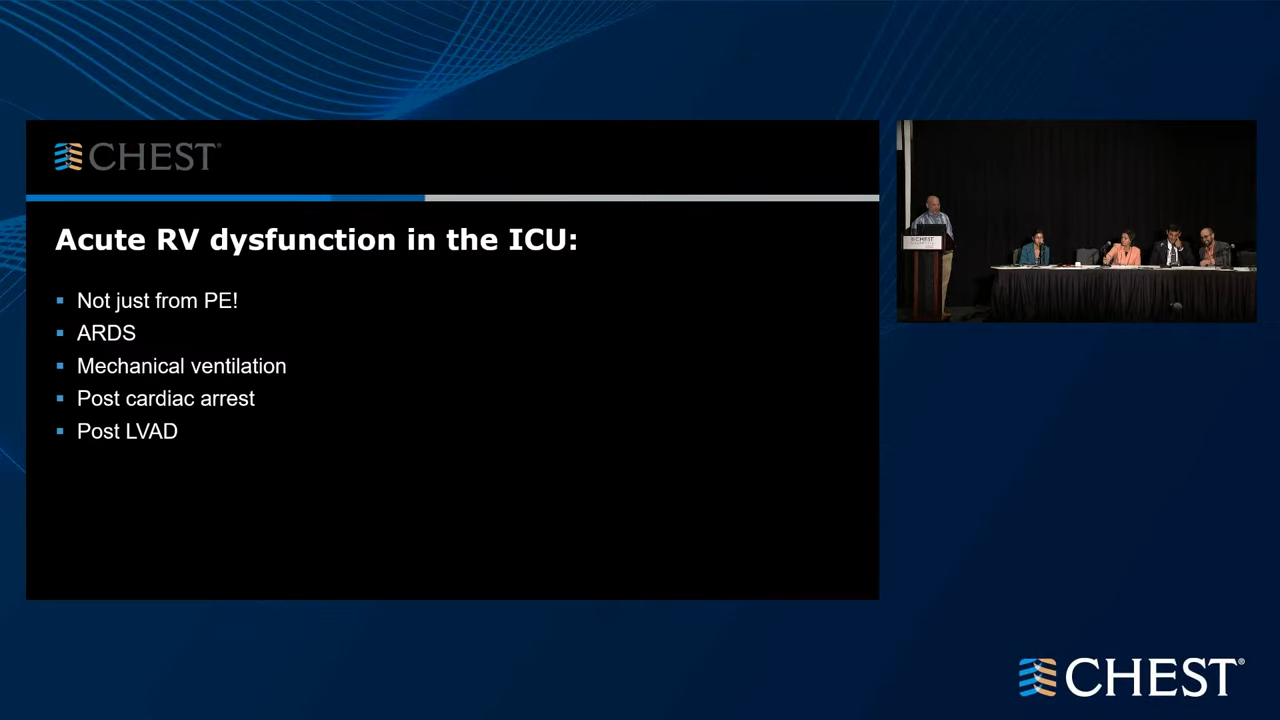 CHEST
Acute RV dysfunction in the ICU:
Not just from PE!
ARDS
Mechanical ventilation
Post cardiac arrest
Post LVAD
CHEST
CHEST®